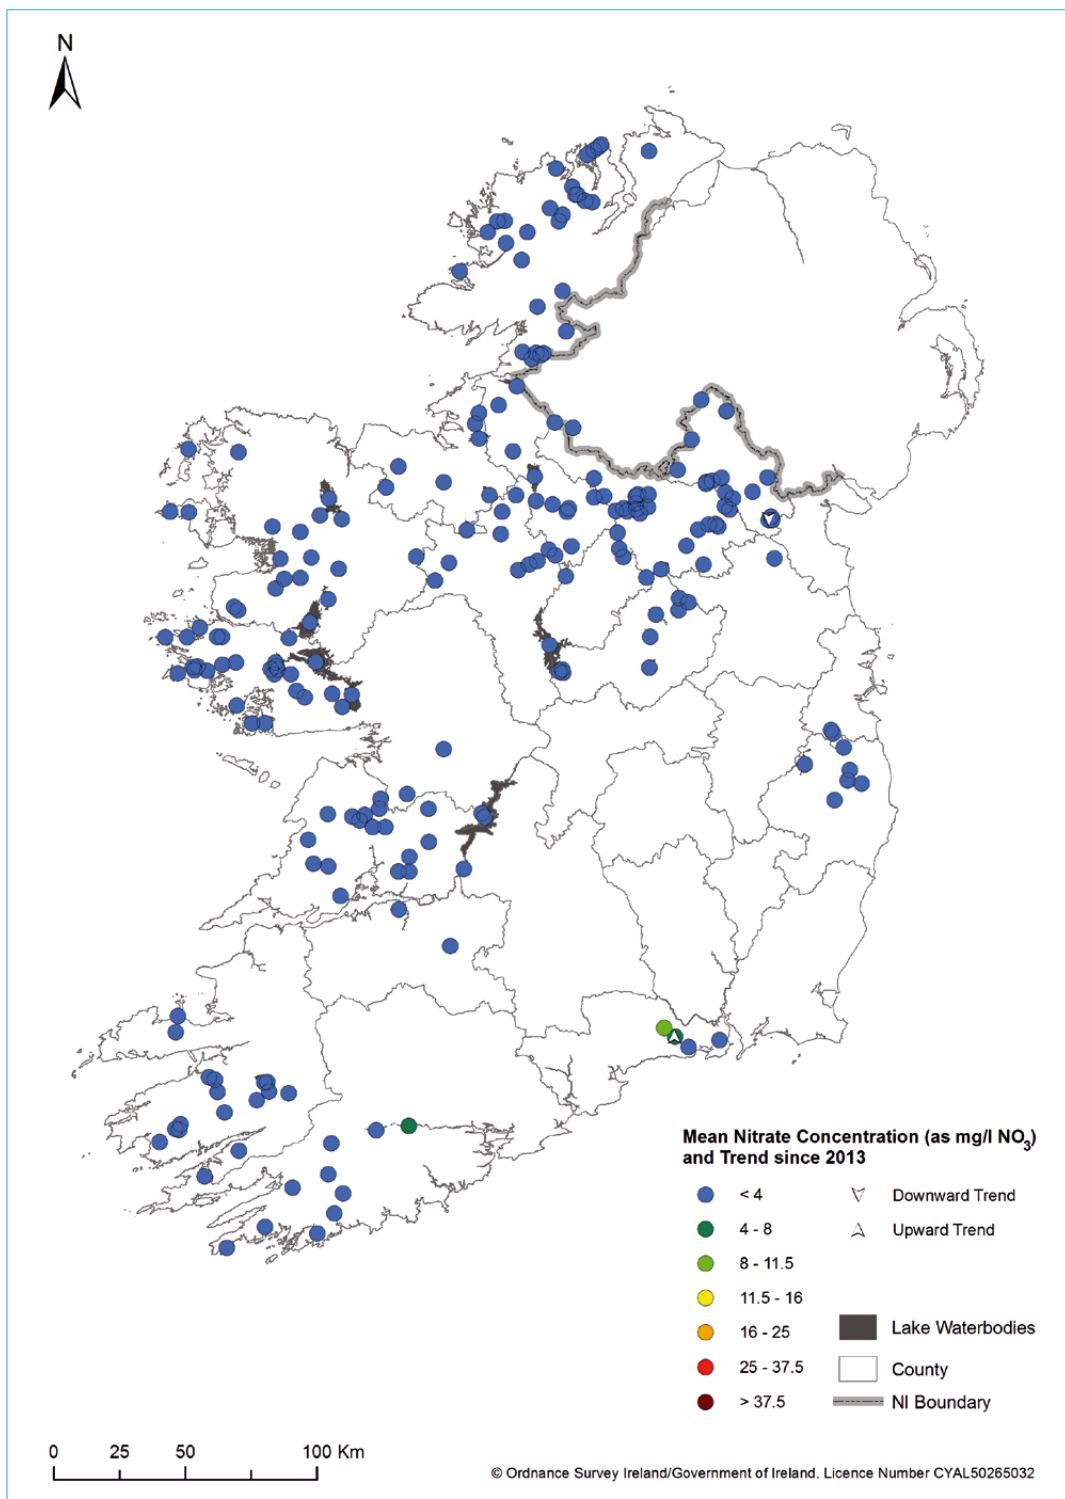 N
Mean Nitrate Concentration (as mg/l NO3)
and Trend since 2013
< 4
Downward Trend
4 - 8
Upward Trend
8 - 11.5
11.5 - 16
16 - 25
Lake Waterbodies
25 - 37.5
County
> 37.5
NI Boundary
0 25 50 100 Km
© Ordnance Survey Ireland/Government of Ireland. Licence Number CYAL50265032